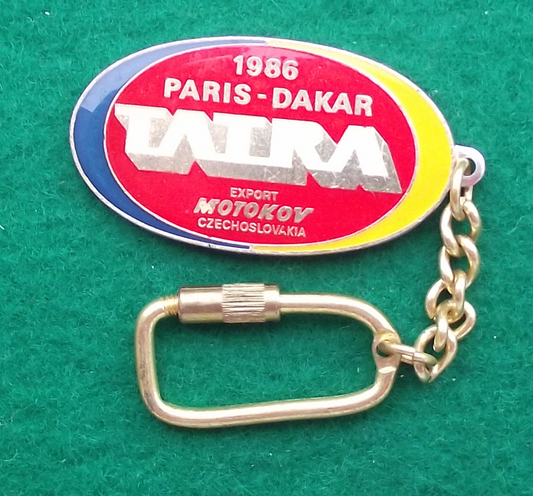 1986
PARIS - DAKAR
TATRA
EXPORT
MOTOKOV
CZECHOSLOVAKIA